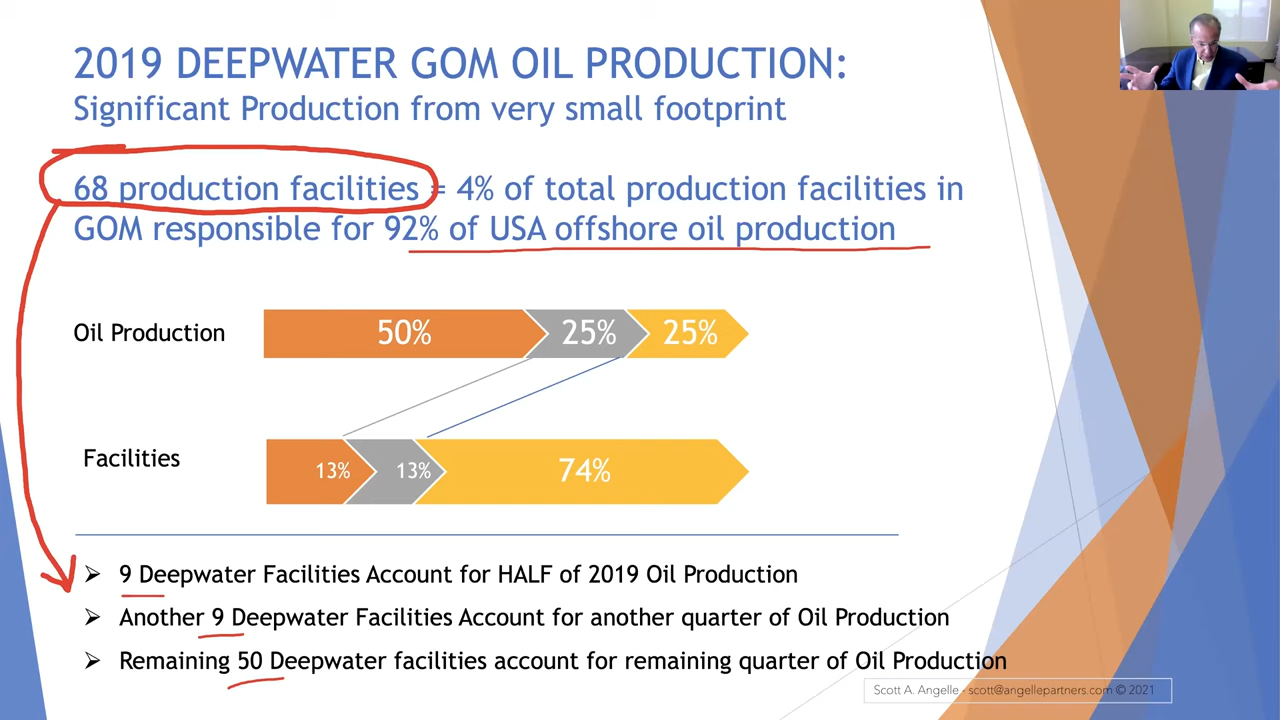 2019 DEEPWATER GOM OIL PRODUCTION:
Significant Production from very small footprint
68 production facilities = 4% of total production facilities in
GOM responsible for 92% of USA offshore oil production
Oil Production
50%
25%
25%
Facilities
13%
13%
74%
➢ 9 Deepwater Facilities Account for HALF of 2019 Oil Production
➢ Another 9 Deepwater Facilities Account for another quarter of Oil Production
➢ Remaining 50 Deepwater facilities account for remaining quarter of Oil Production
Scott A. Angelle - scott@angellepartners.com © 2021